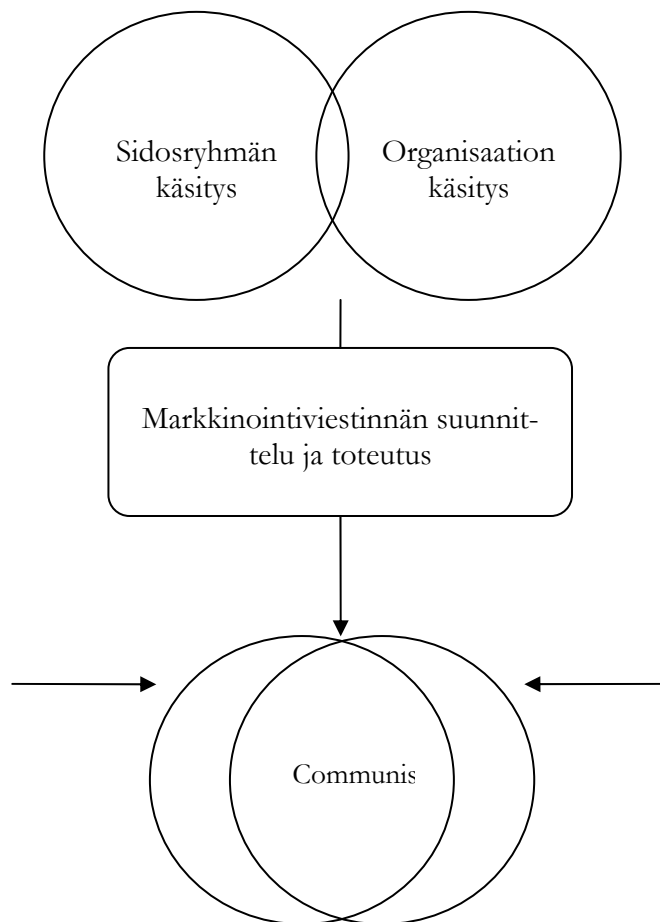 Sidosryhmän
käsitys
Organisaation
käsitys
Markkinointiviestinnän suunnit-
telu ja toteutus
Communis